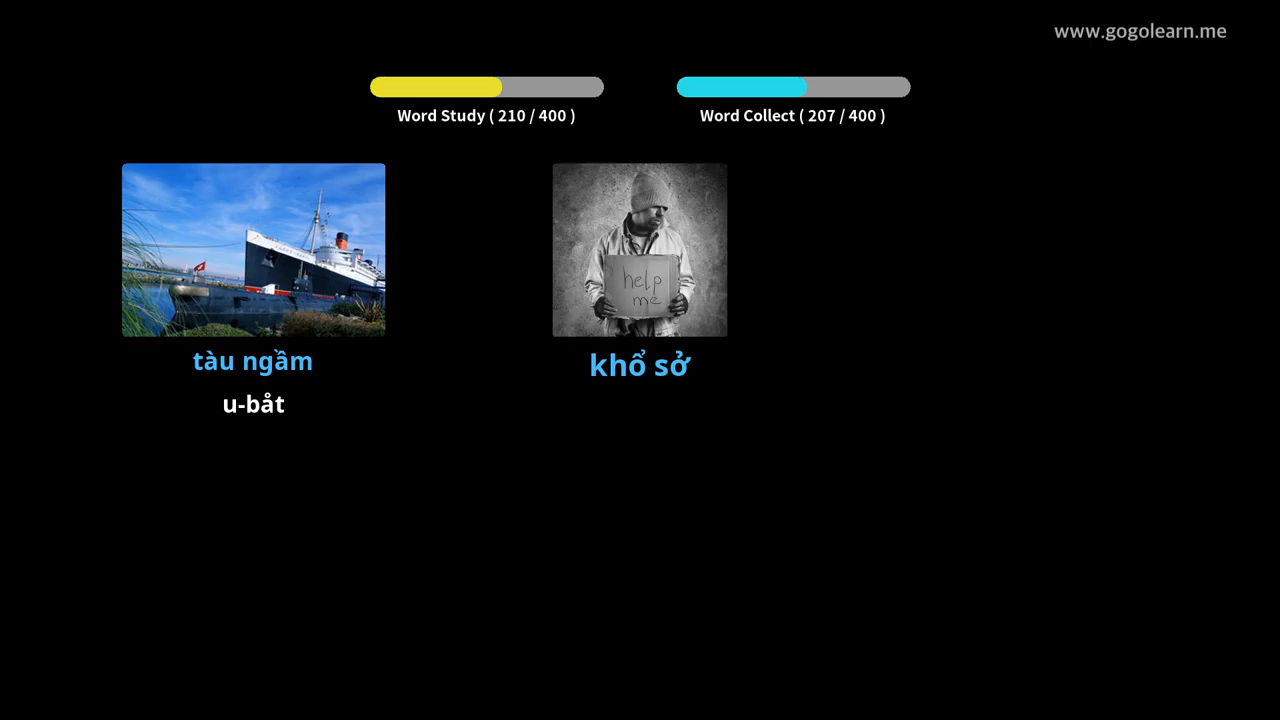 www.gogolearn.me
Word Study ( 210 / 400 )
Word Collect ( 207 / 400 )
help
me
tàu ngầm
khổ sở
u-båt